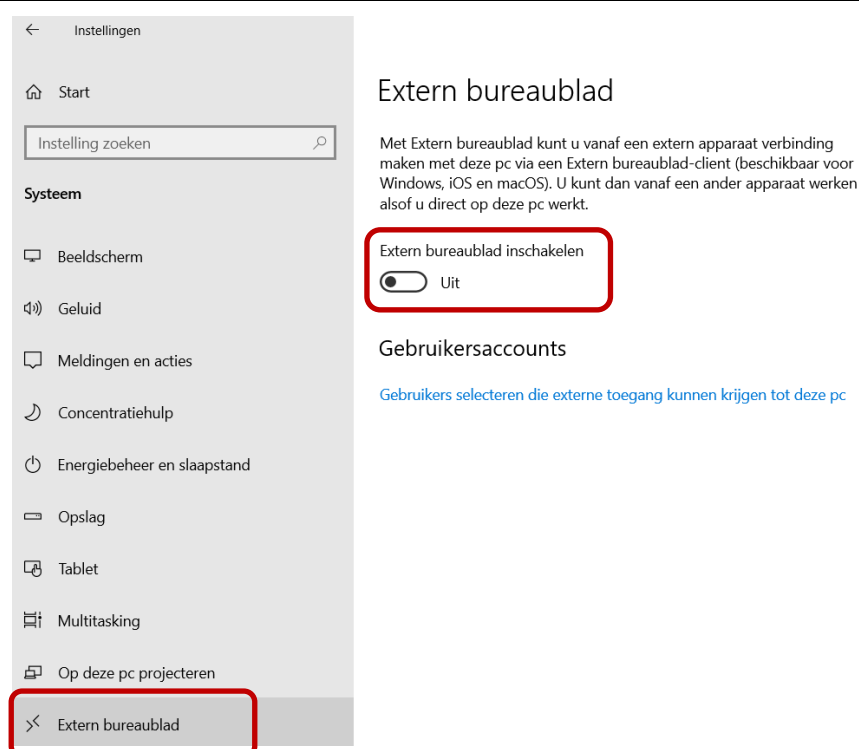 Instellingen
Start
Instelling zoeken
Systeem
Beeldscherm
Geluid
Meldingen en acties
Concentratiehulp
Energiebeheer en slaapstand
Opslag
Tablet
Multitasking
Op deze pc projecteren
Extern bureaublad
Extern bureaublad
Met Extern bureaublad kunt u vanaf een extern apparaat verbinding
maken met deze pc via een Extern bureaublad-client (beschikbaar voor
Windows, iOS en macOS). U kunt dan vanaf een ander apparaat werken
alsof u direct op deze pc werkt.
Extern bureaublad inschakelen
Uit
Gebruikersaccounts
Gebruikers selecteren die externe toegang kunnen krijgen tot deze pc